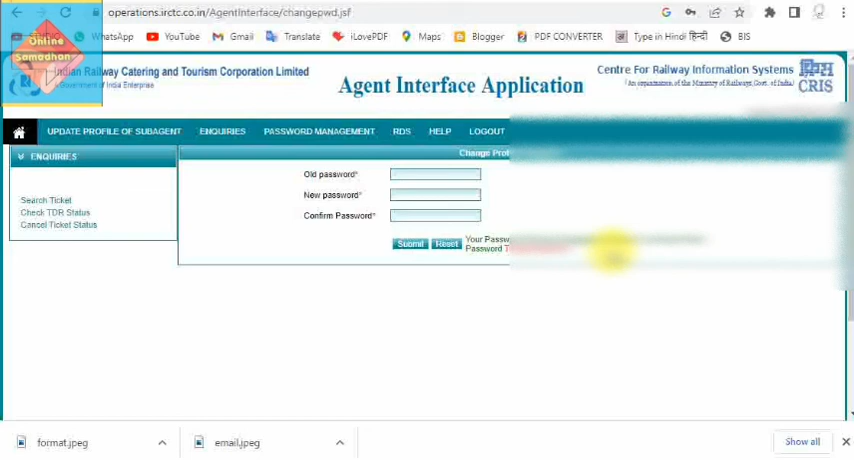 operations.irctc.co.in/AgentInterface/changepwd.jsf
WhatsApp YouTube Gmail Translate iLovePDF Maps Blogger PDF CONVERTER Type in Hindi हिन्दी BIS
Online
Samadhan
Indian Railway Catering and Tourism Corporation Limited
Government of India Enterprise
Agent Interface Application
Centre For Railway Information Systems
(An organisation of the Ministry of Railways, Govt. of India)
CRIS
UPDATE PROFILE OF SUBAGENT ENQUIRIES PASSWORD MANAGEMENT RDS HELP LOGOUT
ENQUIRIES
Search Ticket
Check TDR Status
Cancel Ticket Status
Change
Old password*
New password*
Confirm Password*
Submit Reset
Your
Password
format.jpeg
email.jpeg
Show all